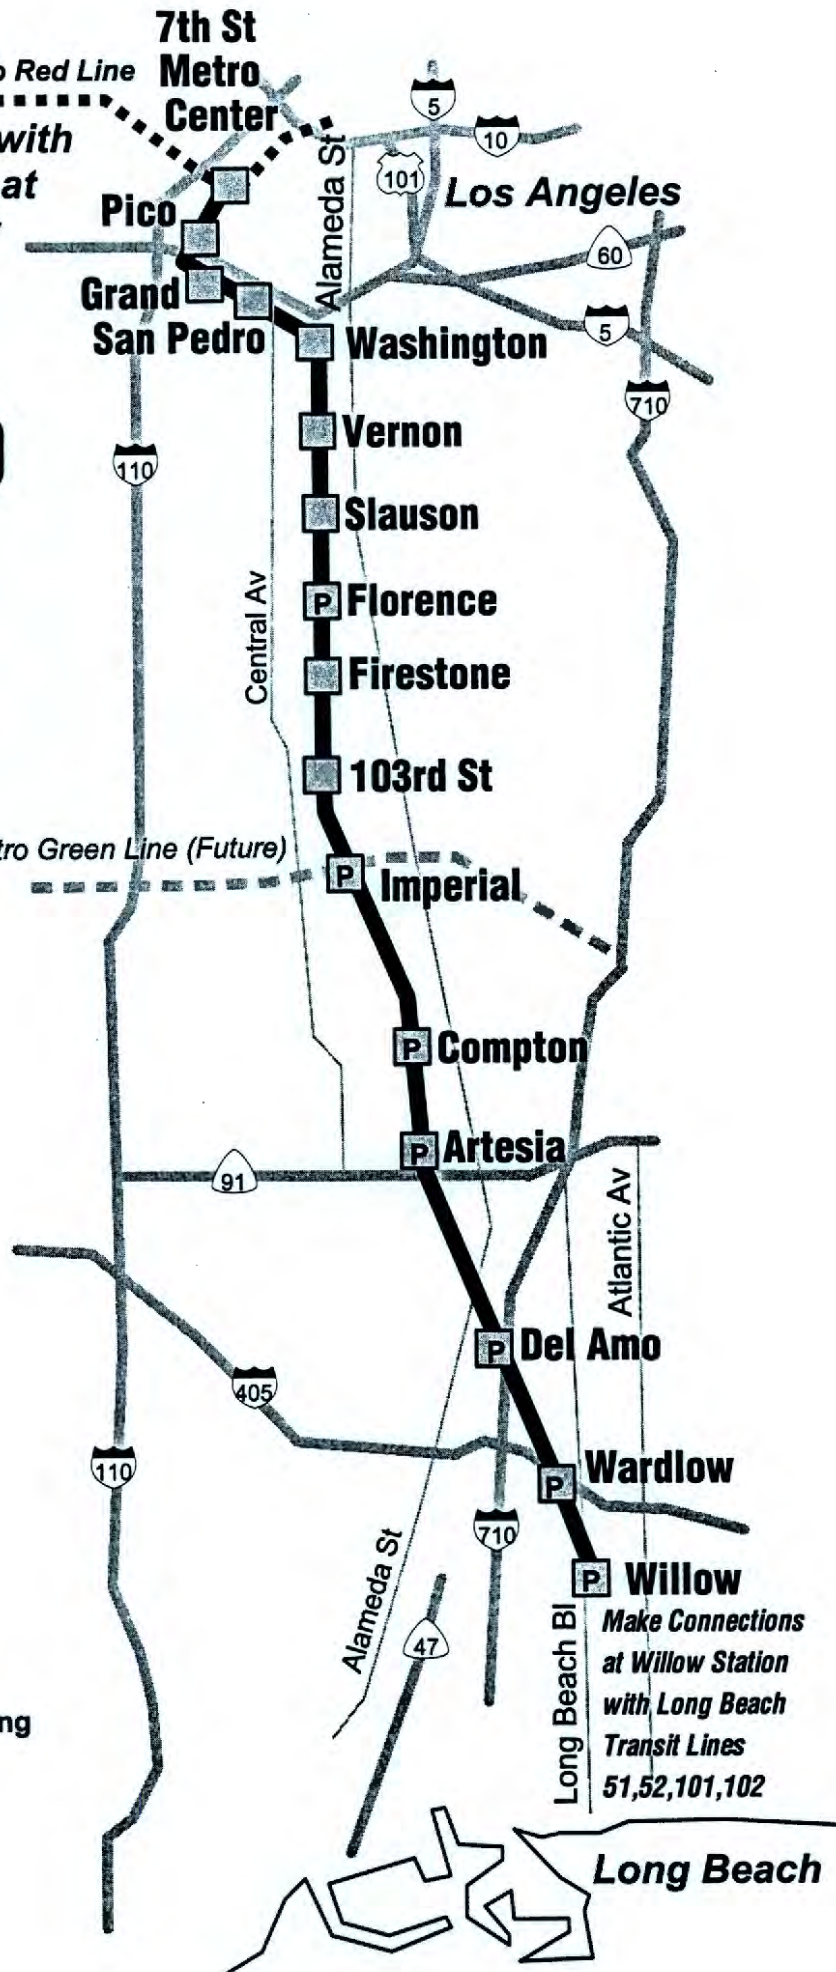 7th St
Metro
Center
Red Line
with
at
5
10
101
Los Angeles
Alameda St
Pico
60
Grand
San Pedro
5
Washington
710
Vernon
110
Slauson
Central Av
P Florence
Firestone
103rd St
tro Green Line (Future)
P
Imperial
P Compton
P Artesia
91
Atlantic Av
P Del Amo
405
110
Wardlow
P
710
P Willow
Alameda St
47
Long Beach Bl
Make Connections
at Willow Station
with Long Beach
Transit Lines
51,52,101,102
ng
Long Beach